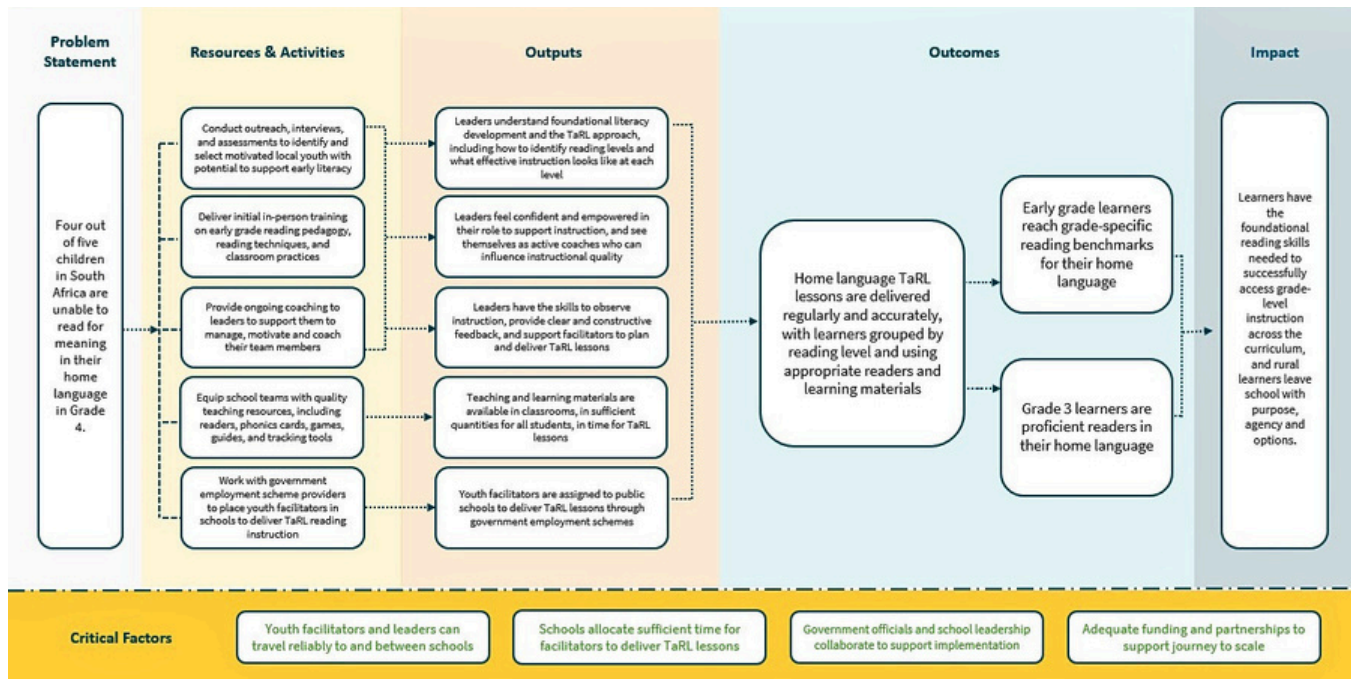 Problem
Statement
Resources & Activities
Outputs
Outcomes
Impact
Four out
of five
children
in South
Africa are
unable to
read for
meaning
in their
home
language
in Grade
4.
Conduct outreach, interviews,
and assessments to identify and
select motivated local youth with
potential to support early literacy
Deliver initial in-person training
on early grade reading pedagogy,
reading techniques, and
classroom practices
Provide ongoing coaching to
leaders to support them to
manage, motivate and coach
their team members
Equip school teams with quality
teaching resources, including
readers, phonics cards, games,
guides, and tracking tools
Work with government
employment scheme providers
to place youth facilitators in
schools to deliver TaRL reading
instruction
Leaders understand foundational literacy
development and the TaRL approach,
including how to identify reading levels and
what effective instruction looks like at each
level
Leaders feel confident and empowered in
their role to support instruction, and see
themselves as active coaches who can
influence instructional quality
Leaders have the skills to observe
instruction, provide clear and constructive
feedback, and support facilitators to plan
and deliver TaRL lessons
Teaching and learning materials are
available in classrooms, in sufficient
quantities for all students, in time for TaRL
lessons
Youth facilitators are assigned to public
schools to deliver TaRL lessons through
government employment schemes
Home language TaRL
lessons are delivered
regularly and accurately,
with learners grouped by
reading level and using
appropriate readers and
learning materials
Early grade learners
reach grade-specific
reading benchmarks
for their home
language
Grade 3 learners are
proficient readers in
their home language
Learners have
the
foundational
reading skills
needed to
successfully
access grade-
level
instruction
across the
curriculum,
and rural
learners leave
school with
purpose,
agency and
options.
Critical Factors
Youth facilitators and leaders can
travel reliably to and between schools
Schools allocate sufficient time for
facilitators to deliver TaRL lessons
Government officials and school leadership
collaborate to support implementation
Adequate funding and partnerships to
support journey to scale